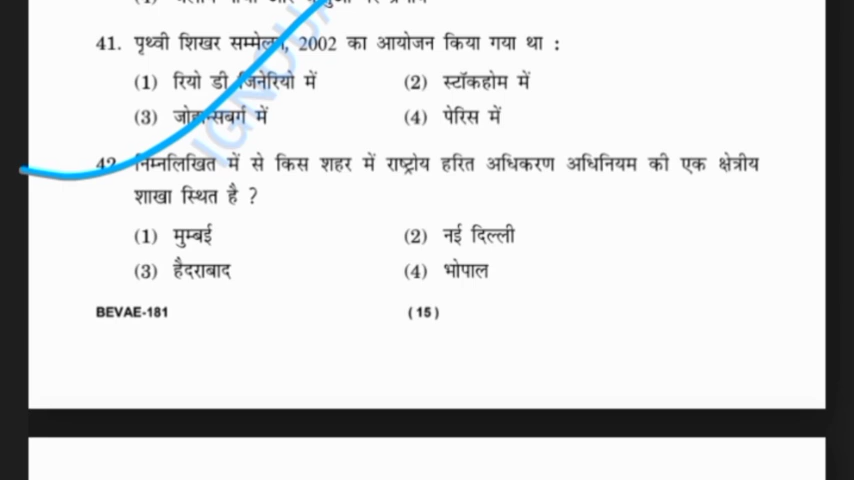 41. पृथ्वी शिखर सम्मेलन, 2002 का आयोजन किया गया था :
(1) रियो डी जिनेरियो में (2) स्टॉकहोम में
(3) जोहान्सबर्ग में (4) पेरिस में
42. निम्नलिखित में से किस शहर में राष्ट्रीय हरित अधिकरण अधिनियम की एक क्षेत्रीय
शाखा स्थित है ?
(1) मुम्बई (2) नई दिल्ली
(3) हैदराबाद (4) भोपाल
BEVAE-181 (15)